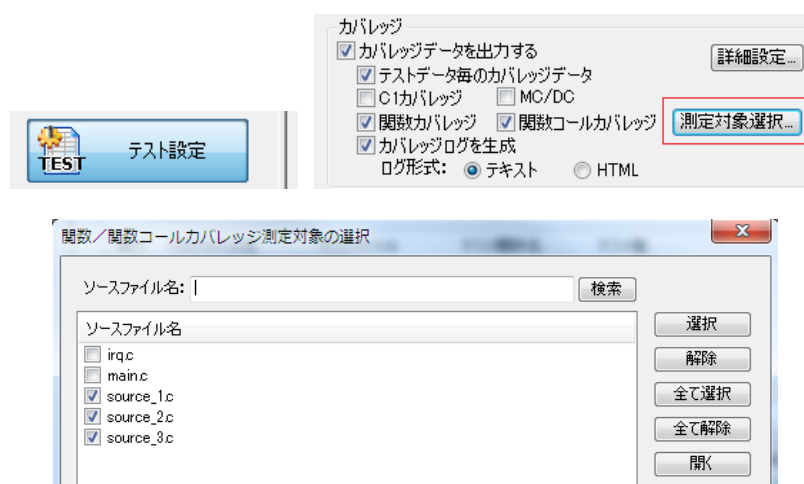 カバレッジ
カバレッジデータを出力する
詳細設定...
テストデータ毎のカバレッジデータ
C1カバレッジ MC/DC
関数カバレッジ 関数コールカバレッジ 測定対象選択...
カバレッジログを生成
ログ形式: テキスト HTML
TEST テスト設定
関数／関数コールカバレッジ測定対象の選択
ソースファイル名: 検索
ソースファイル名
irq.c
main.c
source_1.c
source_2.c
source_3.c
選択
解除
全て選択
全て解除
開く